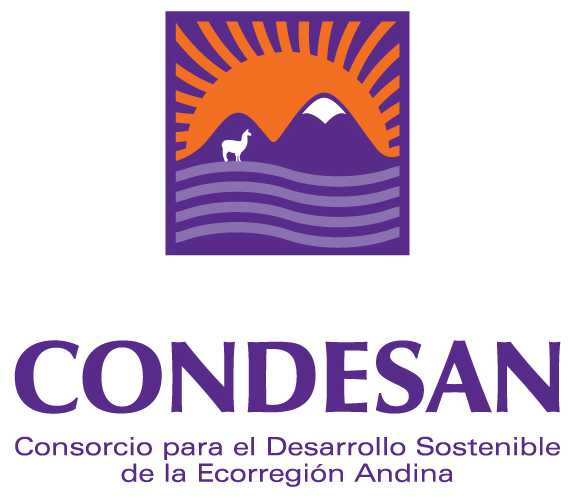 CONDESAN
Consorcio para el Desarrollo Sostenible
de la Ecorregión Andina